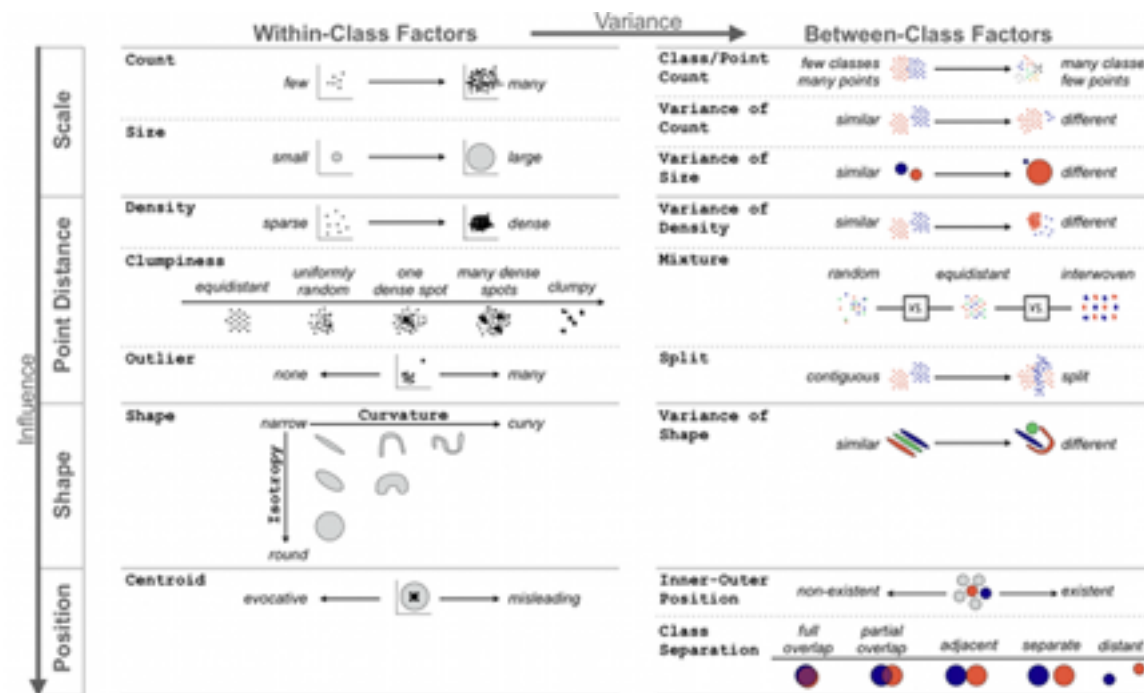 Variance
Within-Class Factors
Between-Class Factors
Influence
Scale
Count
few
many
Size
small
large
Class/Point
Count
few classes
many points
many classe
few points
Variance of
Count
similar
different
Variance of
Size
similar
different
Point Distance
Density
sparse
dense
Clumpiness
equidistant
uniformly
random
one
dense spot
many dense
spots
clumpy
Outlier
none
many
Variance of
Density
similar
different
Mixture
random
equidistant
interwoven
vs.
vs.
Split
contiguous
split
Shape
Shape
Curvature
narrow
curvy
Isotropy
round
Variance of
Shape
similar
different
Position
Centroid
evocative
misleading
Inner-Outer
Position
non-existent
existent
Class
Separation
full
overlap
partial
overlap
adjacent
separate
distant